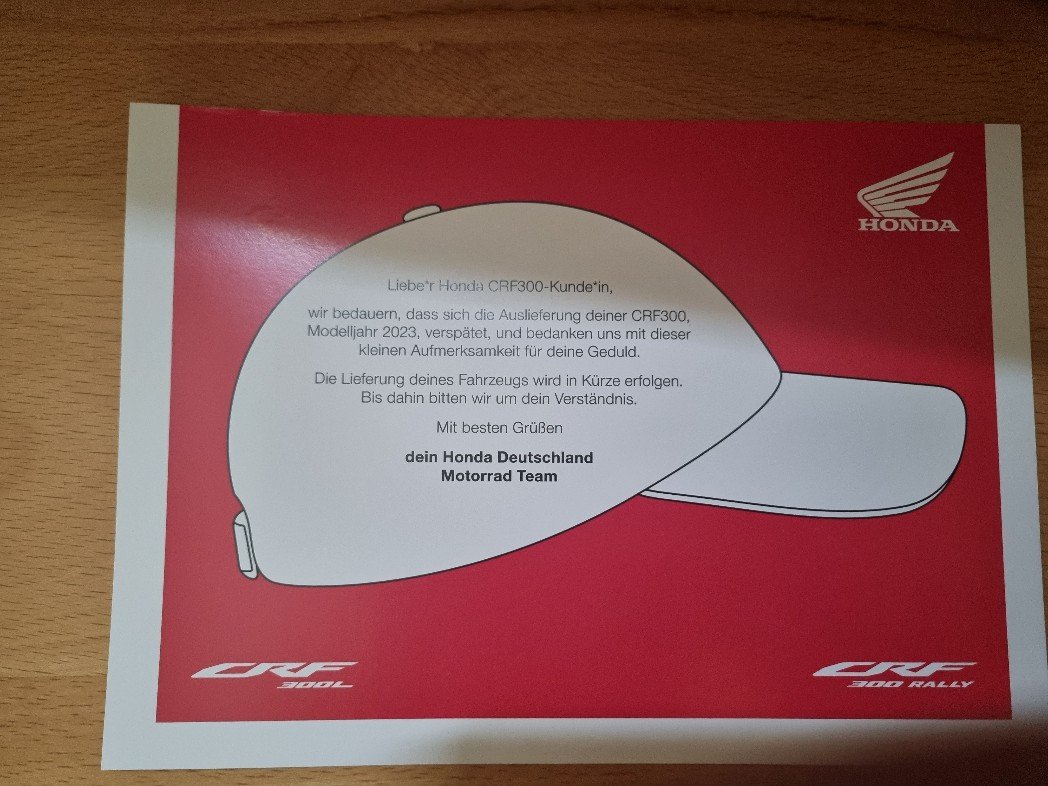 HONDA
Liebe*r Honda CRF300-Kunde*in,
wir bedauern, dass sich die Auslieferung deiner CRF300,
Modelljahr 2023, verspätet, und bedanken uns mit dieser
kleinen Aufmerksamkeit für deine Geduld.
Die Lieferung deines Fahrzeugs wird in Kürze erfolgen.
Bis dahin bitten wir um dein Verständnis.
Mit besten Grüßen
dein Honda Deutschland
Motorrad Team
CRF
300L
CRF
300 RALLY